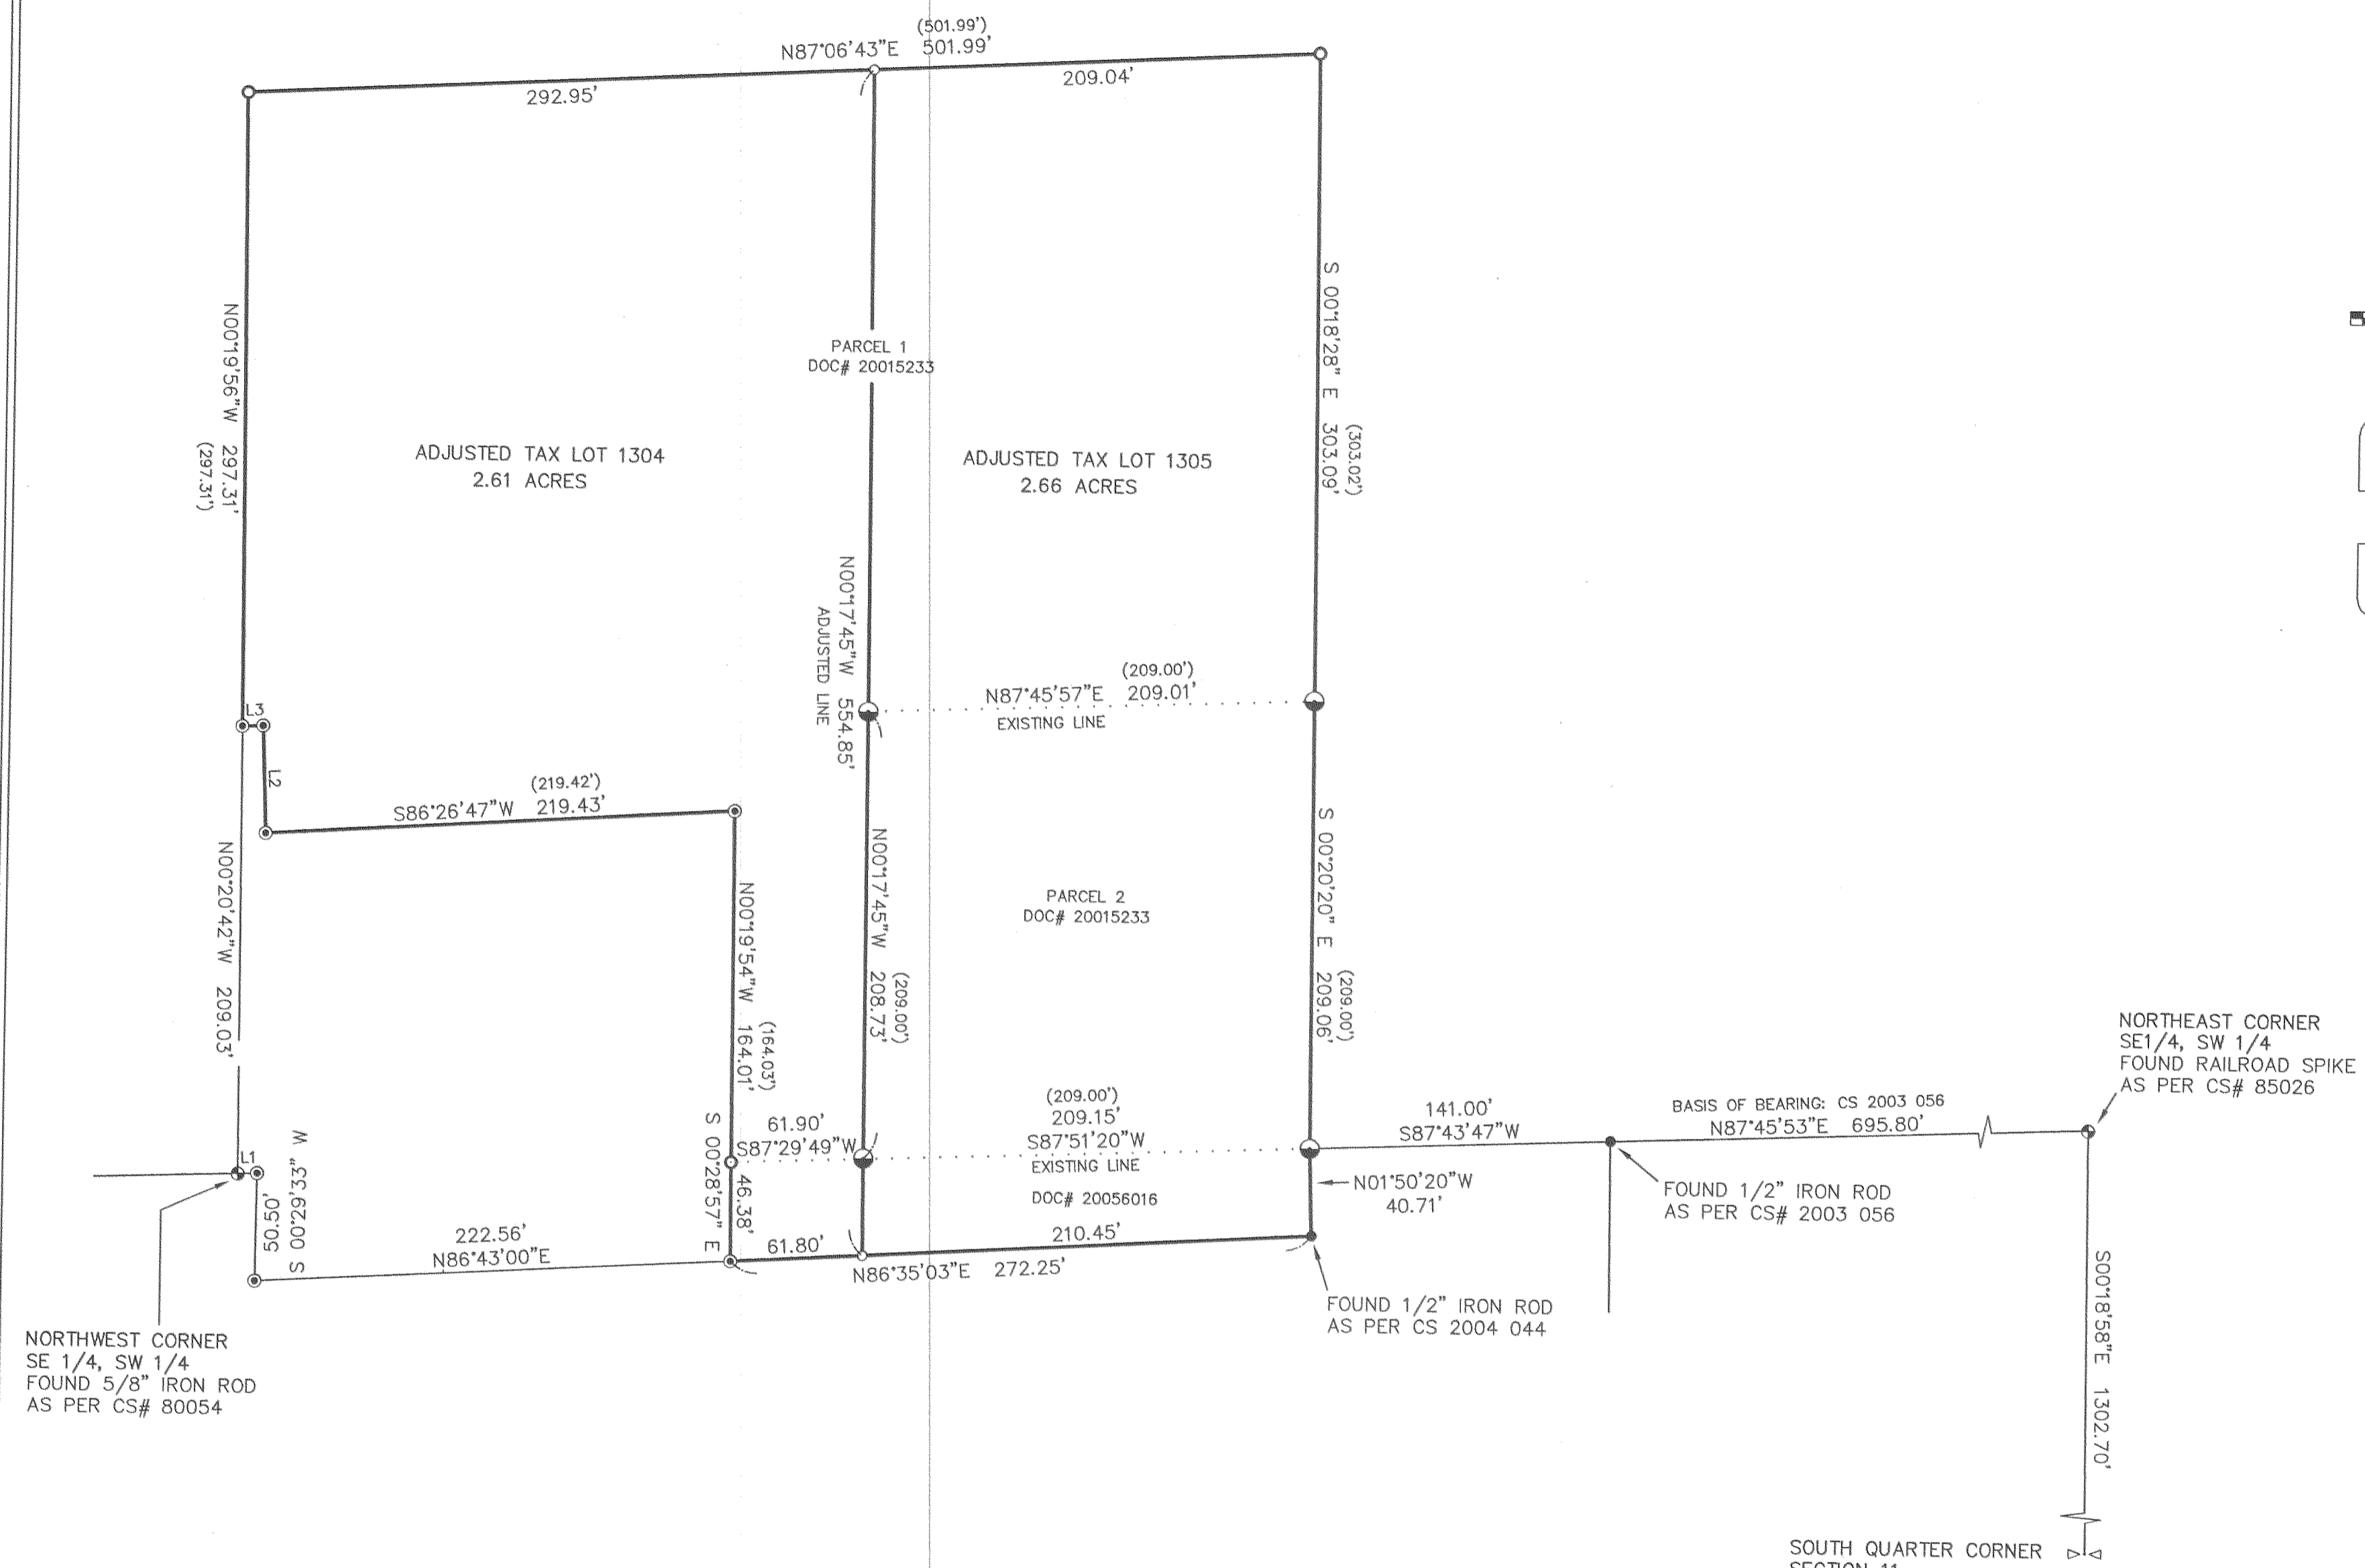 (501.99')
N87°06'43"E 501.99'
292.95'
209.04'
N00°19'56"W 297.31'
(297.31')
S 00°18'28" E 303.09'
(303.02')
PARCEL 1
DOC# 20015233
ADJUSTED TAX LOT 1304
2.61 ACRES
ADJUSTED TAX LOT 1305
2.66 ACRES
N00°17'45"W 554.85'
ADJUSTED LINE
(209.00')
N87°45'57"E 209.01'
EXISTING LINE
L3
L2
(219.42')
S86°26'47"W 219.43'
N00°20'42"W 209.03'
N00°19'54"W 164.01'
(164.03')
N00°17'45"W 208.73'
(209.00')
PARCEL 2
DOC# 20015233
S 00°20'20" E 209.06'
(209.00')
NORTHEAST CORNER
SE1/4, SW 1/4
FOUND RAILROAD SPIKE
AS PER CS# 85026
61.90'
S87°29'49"W
(209.00')
209.15'
S87°51'20"W
EXISTING LINE
DOC# 20056016
141.00'
S87°43'47"W
BASIS OF BEARING: CS 2003 056
N87°45'53"E 695.80'
L1
S 00°29'33" W
50.50'
S 00°28'57" E
46.38'
N01°50'20"W
40.71'
FOUND 1/2" IRON ROD
AS PER CS# 2003 056
222.56'
N86°43'00"E
61.80'
210.45'
N86°35'03"E 272.25'
FOUND 1/2" IRON ROD
AS PER CS 2004 044
S00°18'58"E 1302.70'
NORTHWEST CORNER
SE 1/4, SW 1/4
FOUND 5/8" IRON ROD
AS PER CS# 80054
SOUTH QUARTER CORNER
SECTION 11